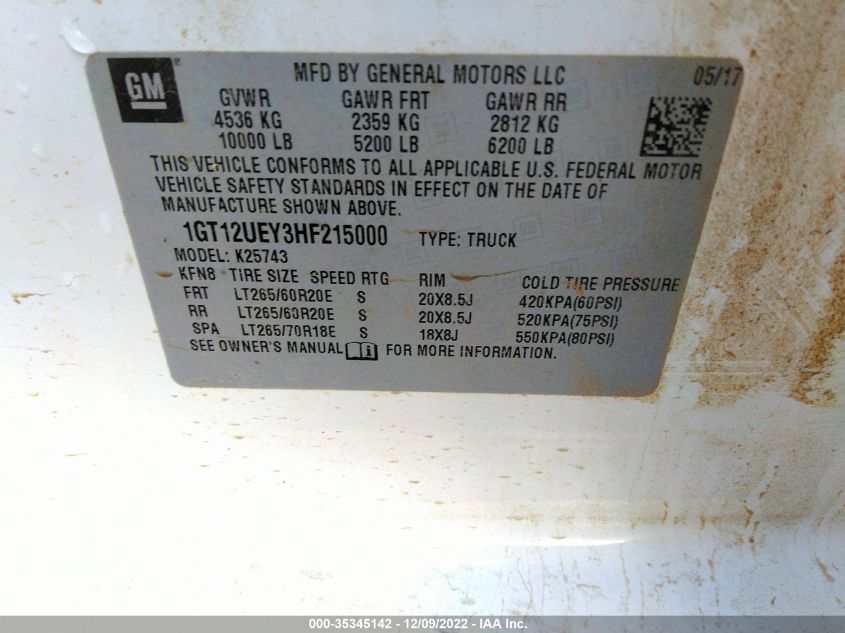 GM ® MFD BY GENERAL MOTORS LLC 05/17
GVWR GAWR FRT GAWR RR
4536 KG 2359 KG 2812 KG
10000 LB 5200 LB 6200 LB
THIS VEHICLE CONFORMS TO ALL APPLICABLE U.S. FEDERAL MOTOR
VEHICLE SAFETY STANDARDS IN EFFECT ON THE DATE OF
MANUFACTURE SHOWN ABOVE.
1GT12UEY3HF215000 TYPE: TRUCK
MODEL: K25743
KFN8 TIRE SIZE SPEED RTG RIM COLD TIRE PRESSURE
FRT LT265/60R20E S 20X8.5J 420KPA(60PSI)
RR LT265/60R20E S 20X8.5J 520KPA(75PSI)
SPA LT265/70R18E S 18X8J 550KPA(80PSI)
SEE OWNER'S MANUAL FOR MORE INFORMATION.
000-35345142 - 12/09/2022 - IAA Inc.